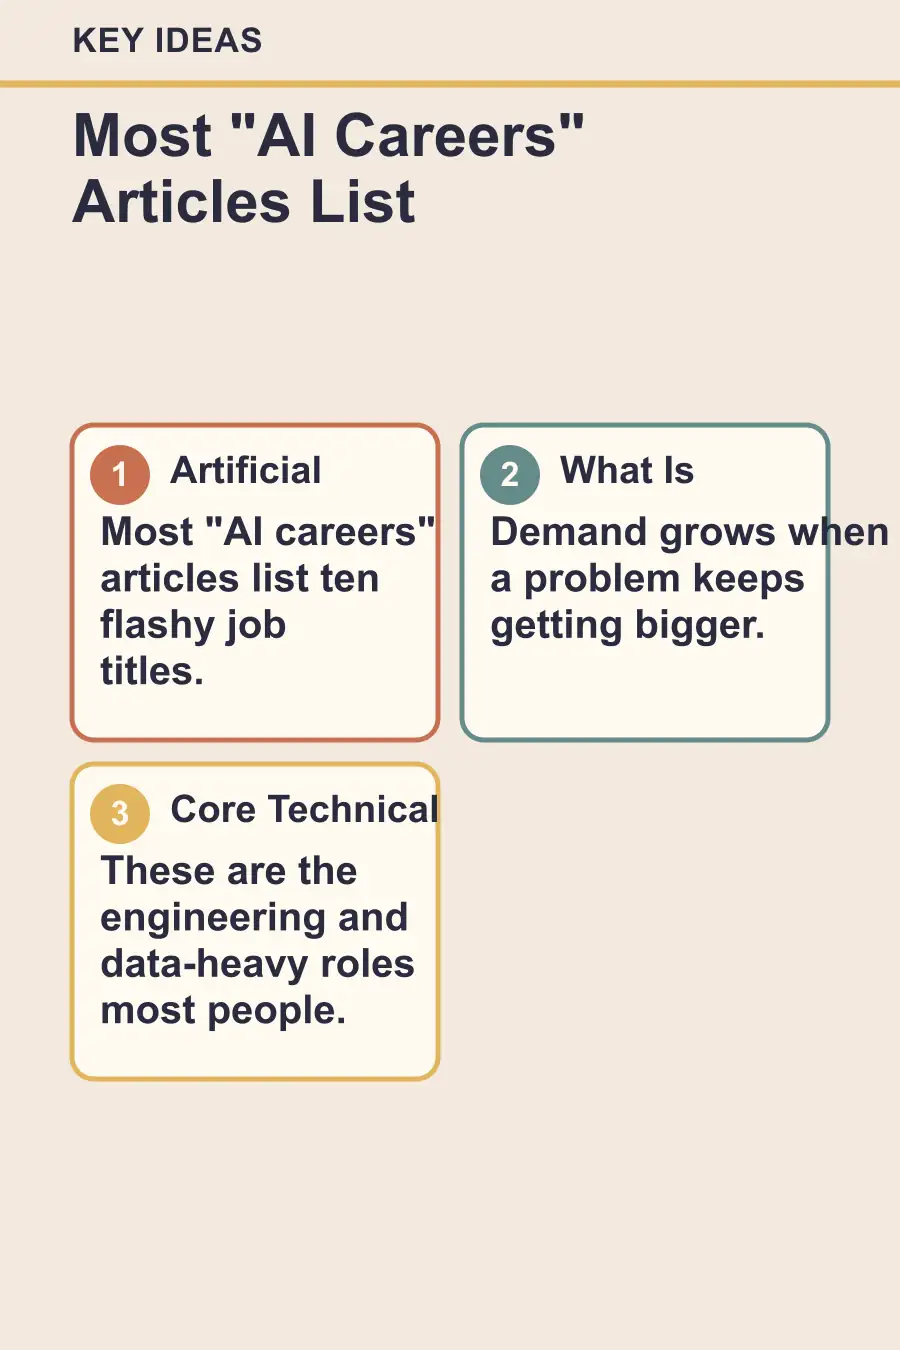 KEY IDEAS
Most "AI Careers"
Articles List
1 Artificial
Most "AI careers"
articles list ten
flashy job
titles.
2 What Is
Demand grows when
a problem keeps
getting bigger.
3 Core Technical
These are the
engineering and
data-heavy roles
most people.